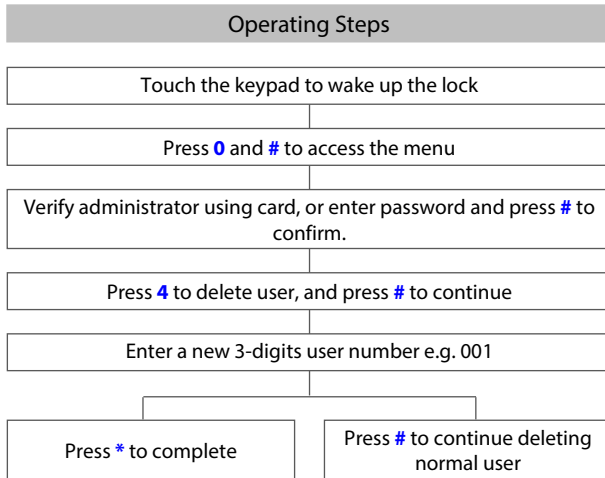 Operating Steps
Touch the keypad to wake up the lock
Press 0 and # to access the menu
Verify administrator using card, or enter password and press # to
confirm.
Press 4 to delete user, and press # to continue
Enter a new 3-digits user number e.g. 001
Press * to complete
Press # to continue deleting
normal user